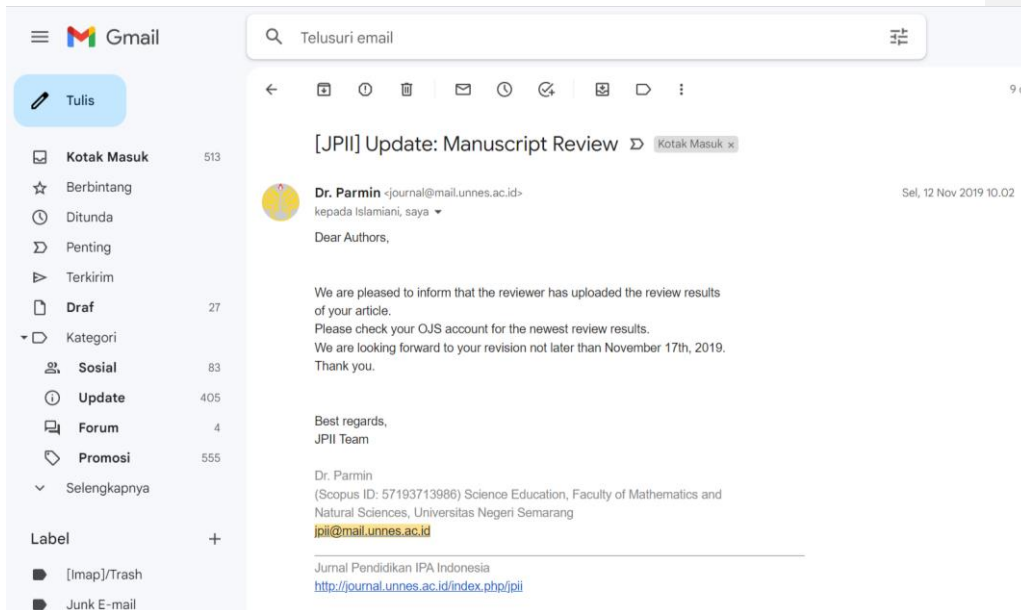 Gmail
Telusuri email
Tulis
9
Kotak Masuk 513
Berbintang
Ditunda
Penting
Terkirim
Draf 27
Kategori
Sosial 83
Update 405
Forum 4
Promosi 555
Selengkapnya
Label +
[Imap]/Trash
Junk E-mail
[JPII] Update: Manuscript Review Kotak Masuk x
Dr. Parmin <journal@mail.unnes.ac.id> Sel, 12 Nov 2019 10.02
kepada Islamiani, saya
Dear Authors,
We are pleased to inform that the reviewer has uploaded the review results
of your article.
Please check your OJS account for the newest review results.
We are looking forward to your revision not later than November 17th, 2019.
Thank you.
Best regards,
JPII Team
Dr. Parmin
(Scopus ID: 57193713986) Science Education, Faculty of Mathematics and
Natural Sciences, Universitas Negeri Semarang
jpii@mail.unnes.ac.id
Jurnal Pendidikan IPA Indonesia
http://journal.unnes.ac.id/index.php/jpii